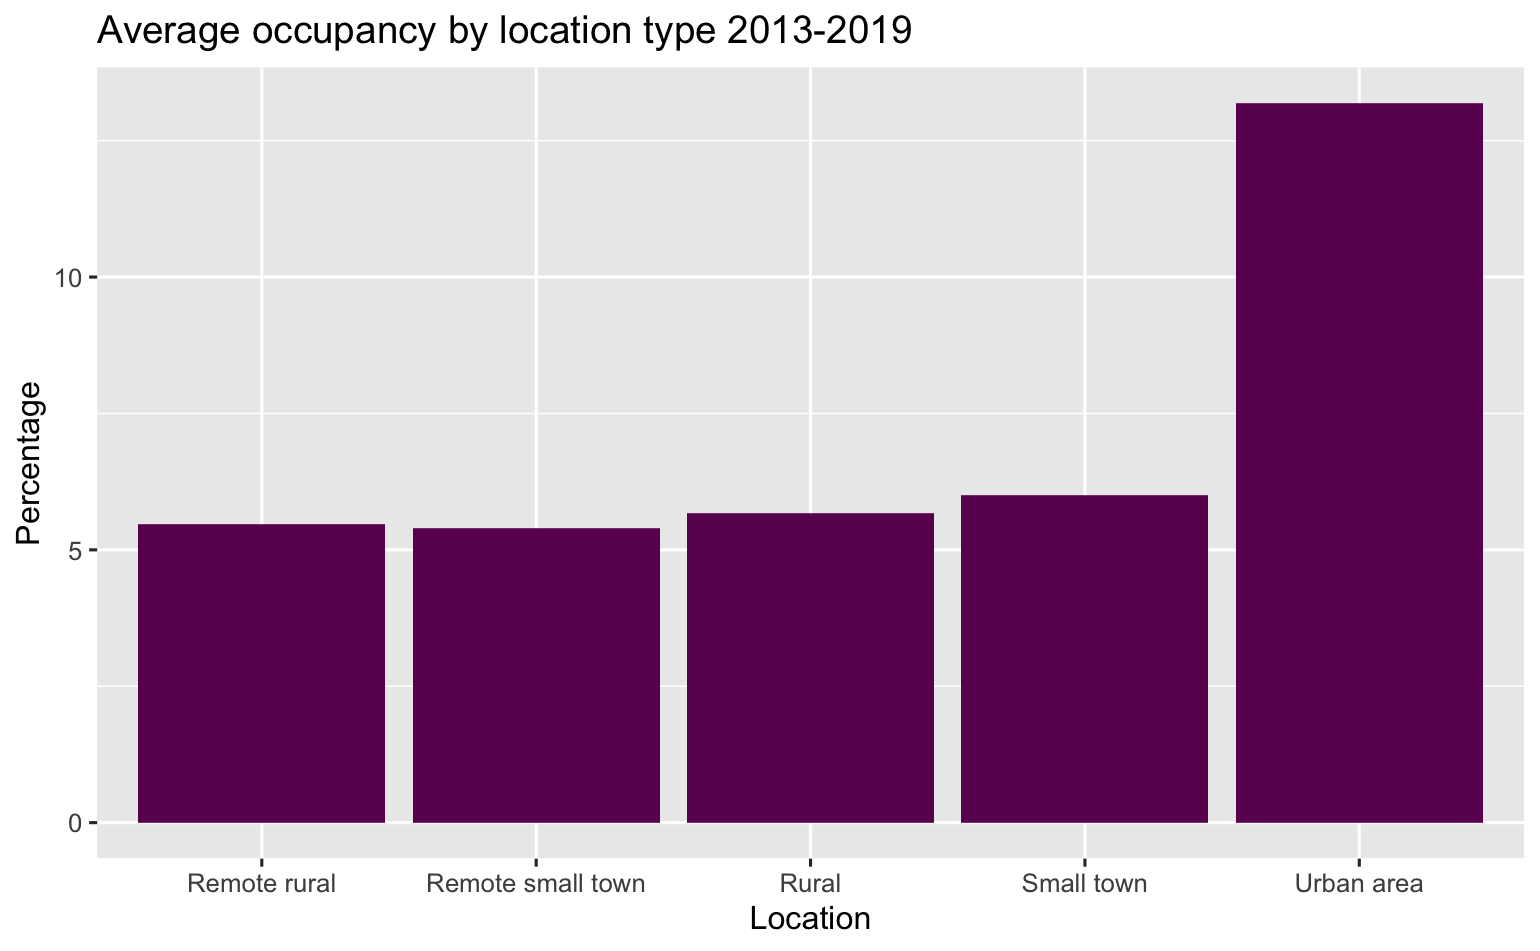 Average occupancy by location type 2013-2019
Percentage
10
5
0
Remote rural Remote small town Rural Small town Urban area
Location